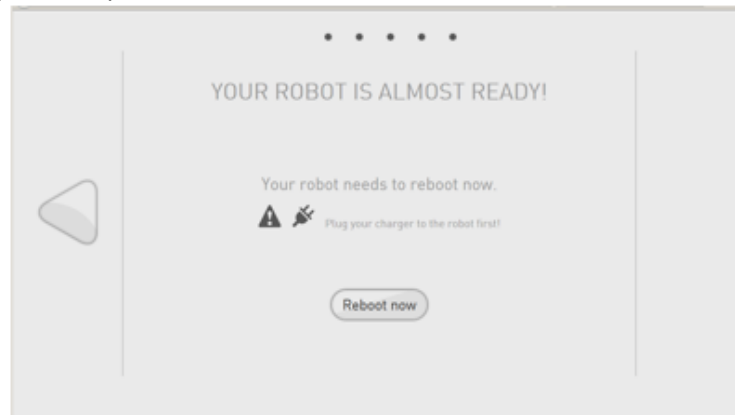 YOUR ROBOT IS ALMOST READY!
Your robot needs to reboot now.
Plug your charger to the robot first!
Reboot now